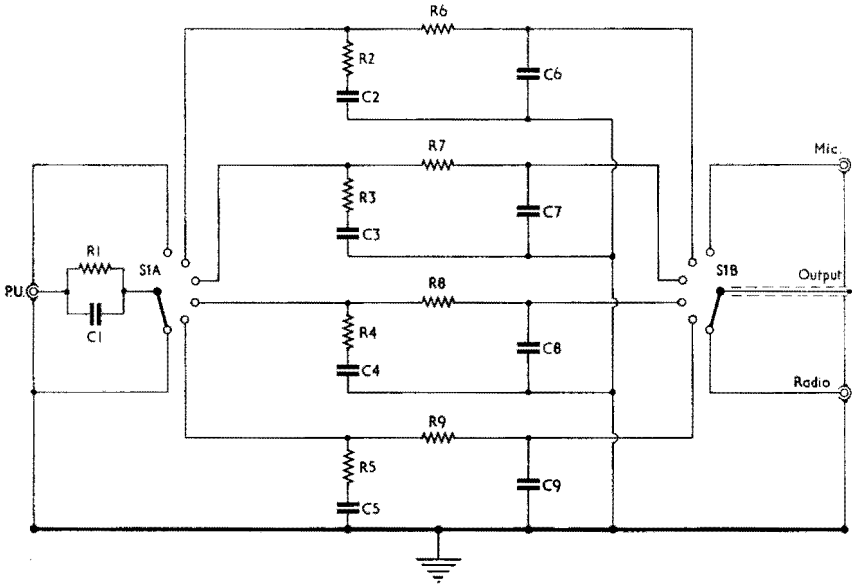 R6
R2
C2
C6
R7
Mic.
R3
C3
C7
R1
S1A
S1B
P.U.
C1
R8
Output
R4
C4
C8
Radio
R9
R5
C5
C9